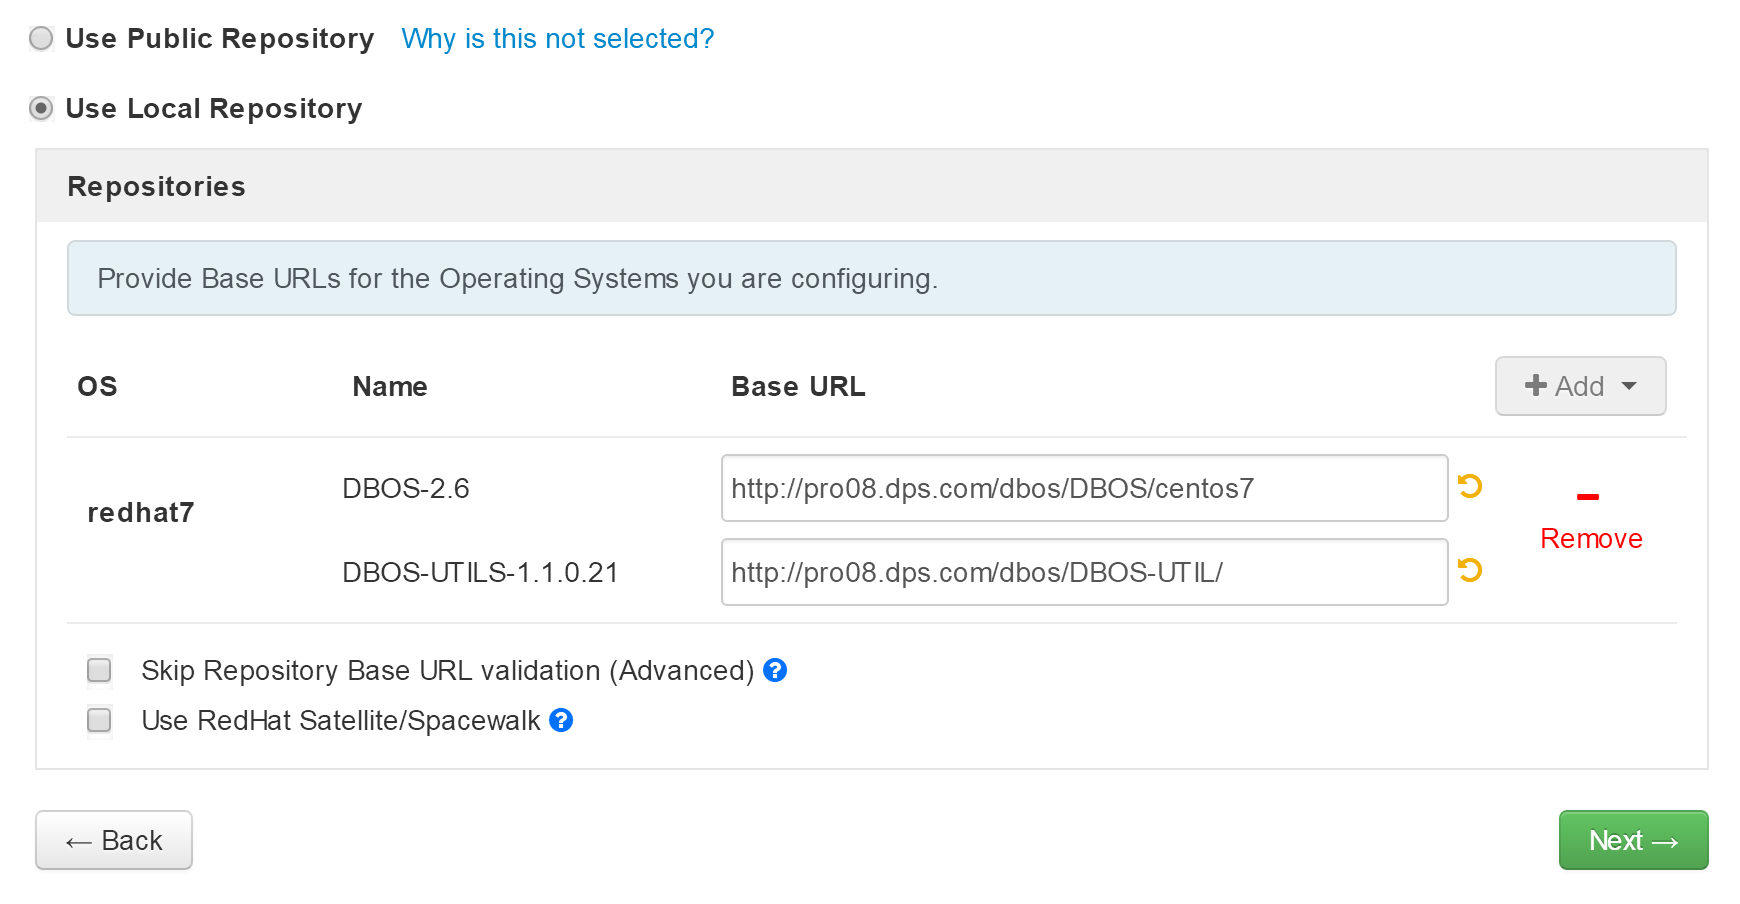 Use Public Repository Why is this not selected?
Use Local Repository
Repositories
Provide Base URLs for the Operating Systems you are configuring.
OS Name Base URL Add
redhat7
DBOS-2.6 http://pro08.dps.com/dbos/DBOS/centos7
Remove
DBOS-UTILS-1.1.0.21 http://pro08.dps.com/dbos/DBOS-UTIL/
Skip Repository Base URL validation (Advanced) ?
Use RedHat Satellite/Spacewalk ?
← Back Next →